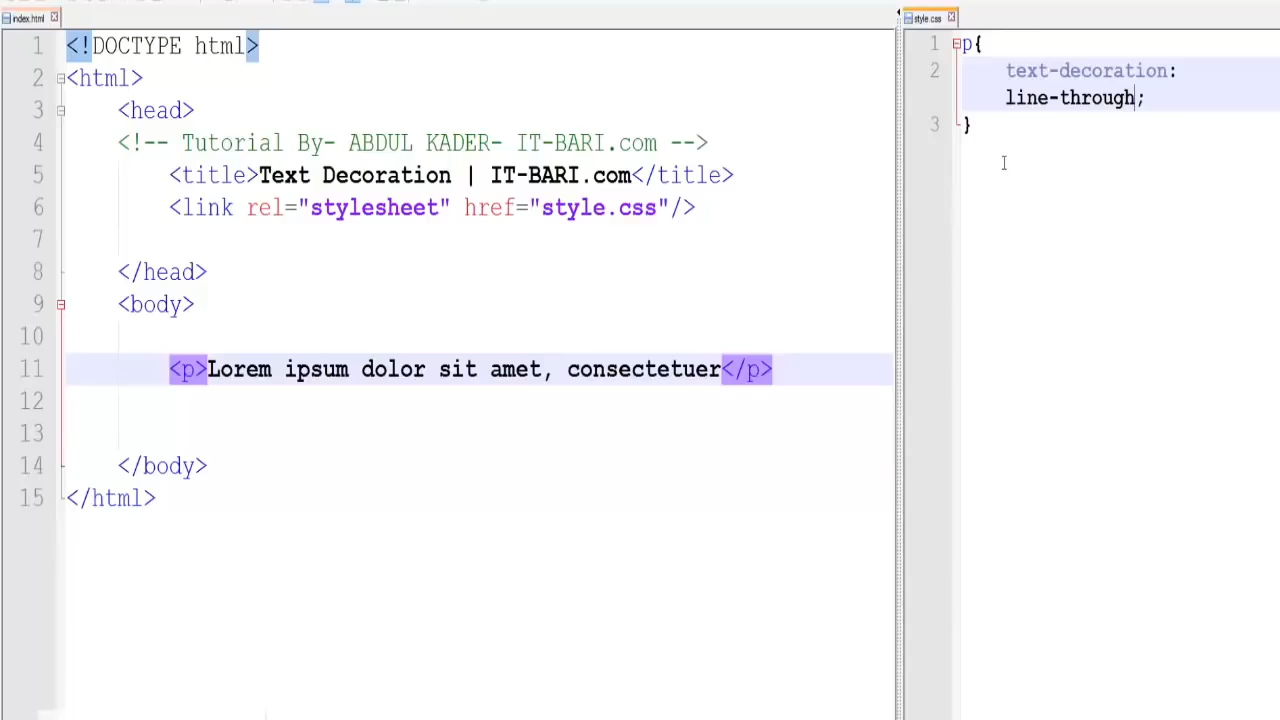 index.html
1 <!DOCTYPE html>
2 <html>
3 <head>
4 <!-- Tutorial By- ABDUL KADER- IT-BARI.com -->
5 <title>Text Decoration | IT-BARI.com</title>
6 <link rel="stylesheet" href="style.css"/>
7
8 </head>
9 <body>
10
11 <p>Lorem ipsum dolor sit amet, consectetuer</p>
12
13
14 </body>
15 </html>
style.css
1 p{
2 text-decoration:
line-through;
3 }